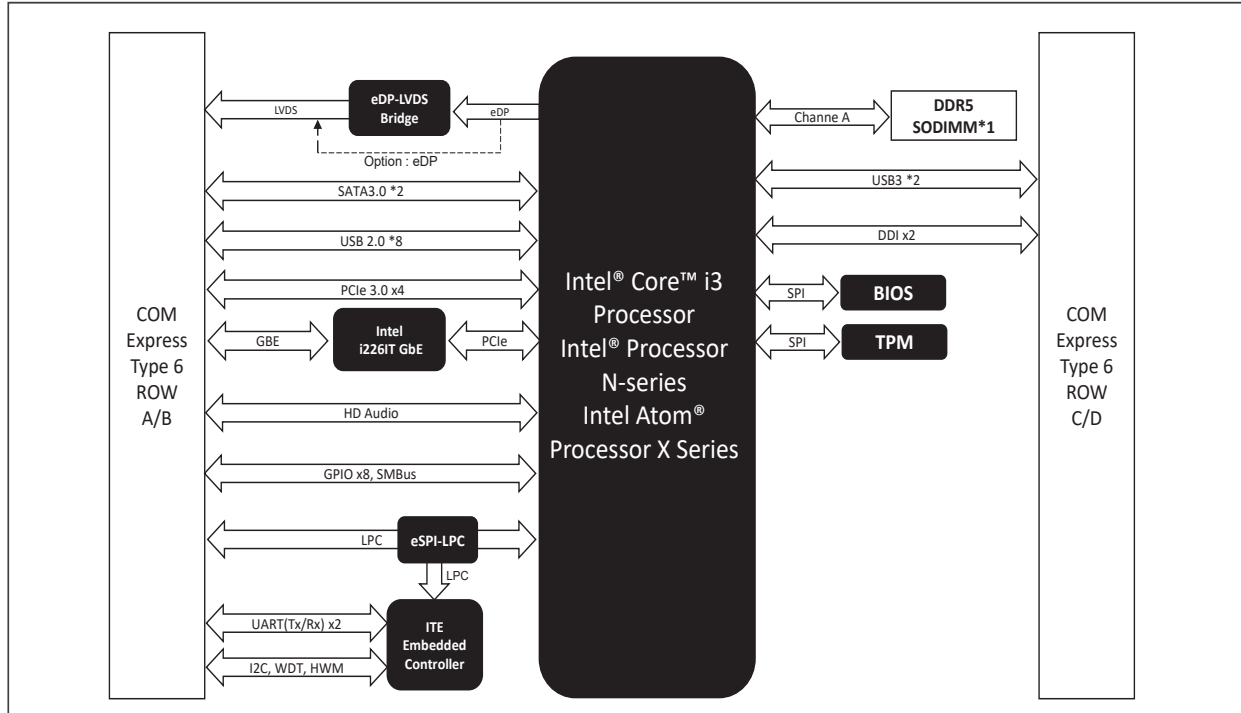 COM
Express
Type 6
ROW
A/B
LVDS
eDP-LVDS
Bridge
eDP
Option : eDP
SATA3.0 *2
USB 2.0 *8
PCIe 3.0 x4
GBE
Intel
i226IT GbE
PCIe
HD Audio
GPIO x8, SMBus
LPC
eSPI-LPC
LPC
UART(Tx/Rx) x2
I2C, WDT, HWM
ITE
Embedded
Controller
Intel® Core™ i3
Processor
Intel® Processor
N-series
Intel Atom®
Processor X Series
Channe A
DDR5
SODIMM*1
USB3 *2
DDI x2
SPI
BIOS
SPI
TPM
COM
Express
Type 6
ROW
C/D